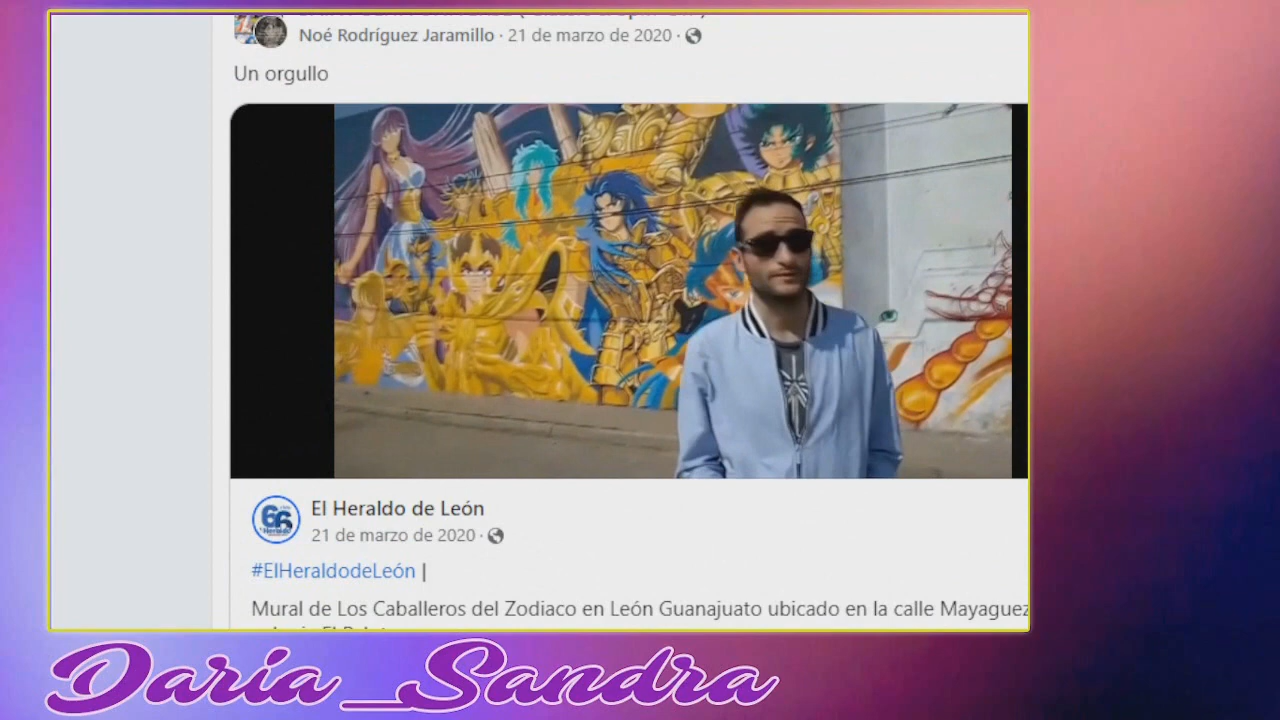 Noé Rodríguez Jaramillo · 21 de marzo de 2020 ·
Un orgullo
El Heraldo de León
21 de marzo de 2020 ·
#ElHeraldodeLeón |
Mural de Los Caballeros del Zodiaco en León Guanajuato ubicado en la calle Mayaguez
Daria_Sandra